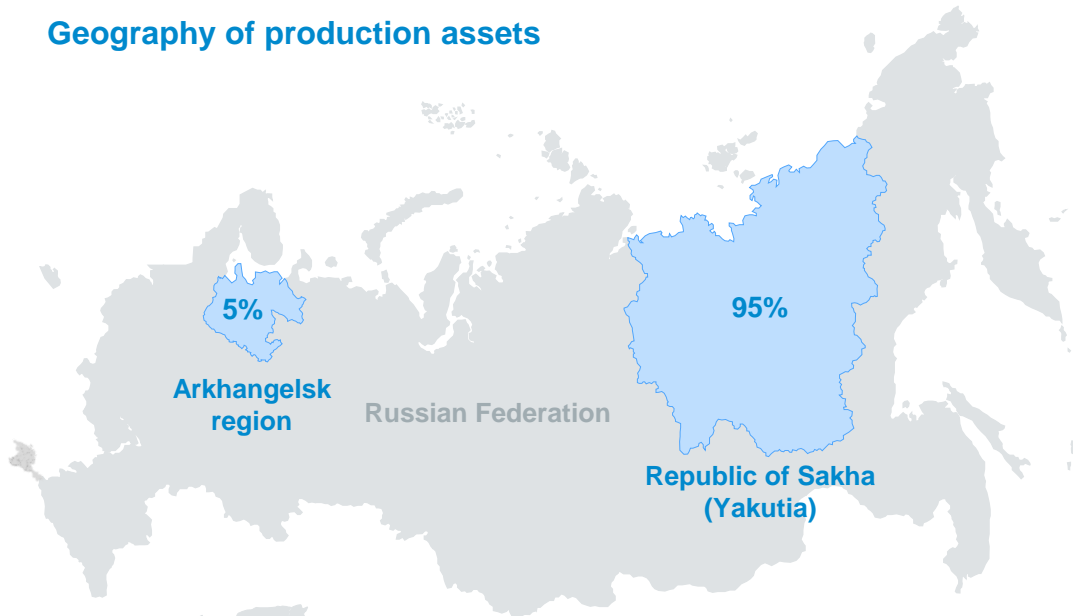 Geography of production assets
5%
95%
Arkhangelsk
region
Russian Federation
Republic of Sakha
(Yakutia)